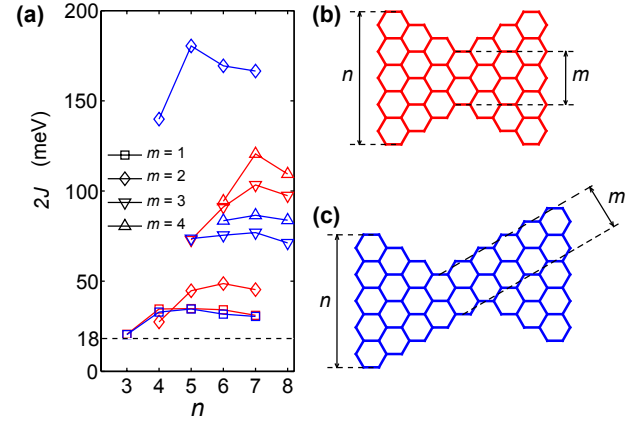 (a)
200
150
100
50
18
0
2J (meV)
m = 1
m = 2
m = 3
m = 4
3 4 5 6 7 8
n
(b)
n
m
(c)
n
m